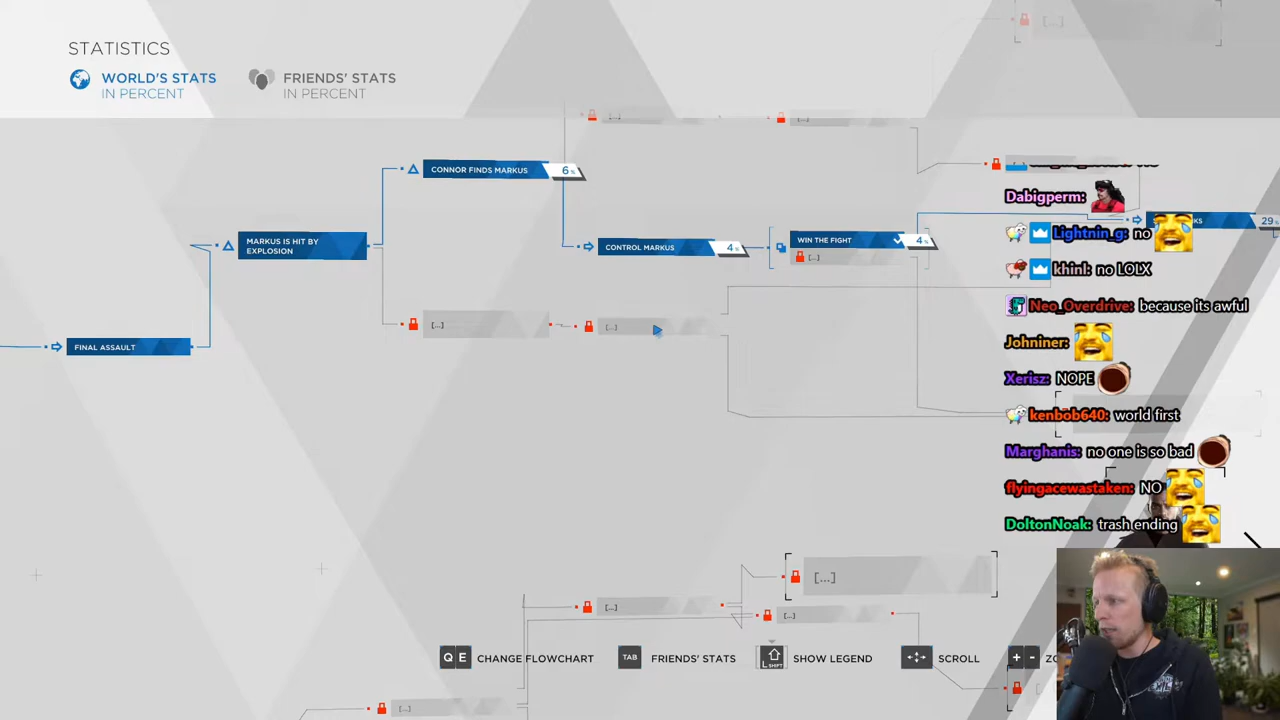 STATISTICS
WORLD'S STATS
IN PERCENT
FRIENDS' STATS
IN PERCENT
[...]
[...]
[...]
CONNOR FINDS MARKUS
6%
Dabigperm:
MARKUS IS HIT BY
EXPLOSION
CONTROL MARKUS
4%
WIN THE FIGHT
4%
[...]
29%
Lightnin_g: no
khinl: no LOLX
Neo_Overdrive: because its awful
[...]
[...]
FINAL ASSAULT
Johniner:
Xerisz: NOPE
kenbob640: world first
Marghanis: no one is so bad
flyingacewastaken: NO
DoltonNoak: trash ending
[...]
[...]
[...]
Q E CHANGE FLOWCHART
TAB FRIENDS' STATS
L SHIFT SHOW LEGEND
SCROLL
+ -
[...]